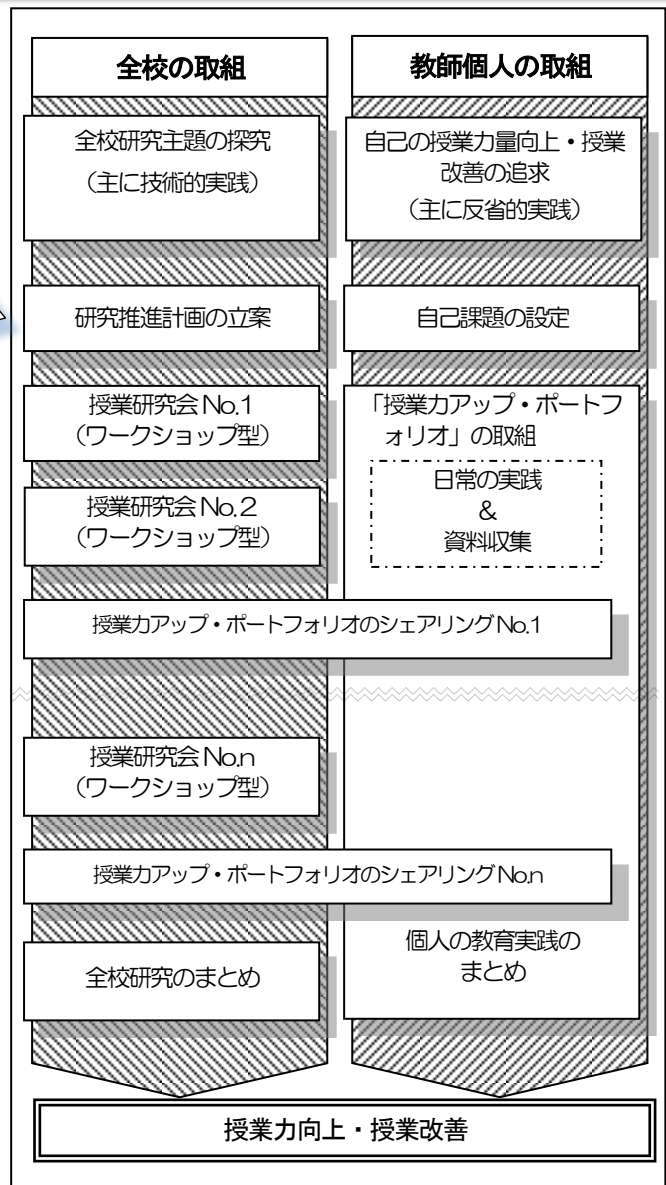 全校の取組
教師個人の取組
全校研究主題の探究
（主に技術的実践）
自己の授業力量向上・授業
改善の追求
（主に反省的実践）
研究推進計画の立案
自己課題の設定
授業研究会 No.1
（ワークショップ型）
「授業力アップ・ポートフ
ォリオ」の取組
日常の実践
＆
資料収集
授業研究会 No.2
（ワークショップ型）
授業力アップ・ポートフォリオのシェアリング No.1
授業研究会 No.n
（ワークショップ型）
授業力アップ・ポートフォリオのシェアリング No.n
個人の教育実践の
まとめ
全校研究のまとめ
授業力向上・授業改善